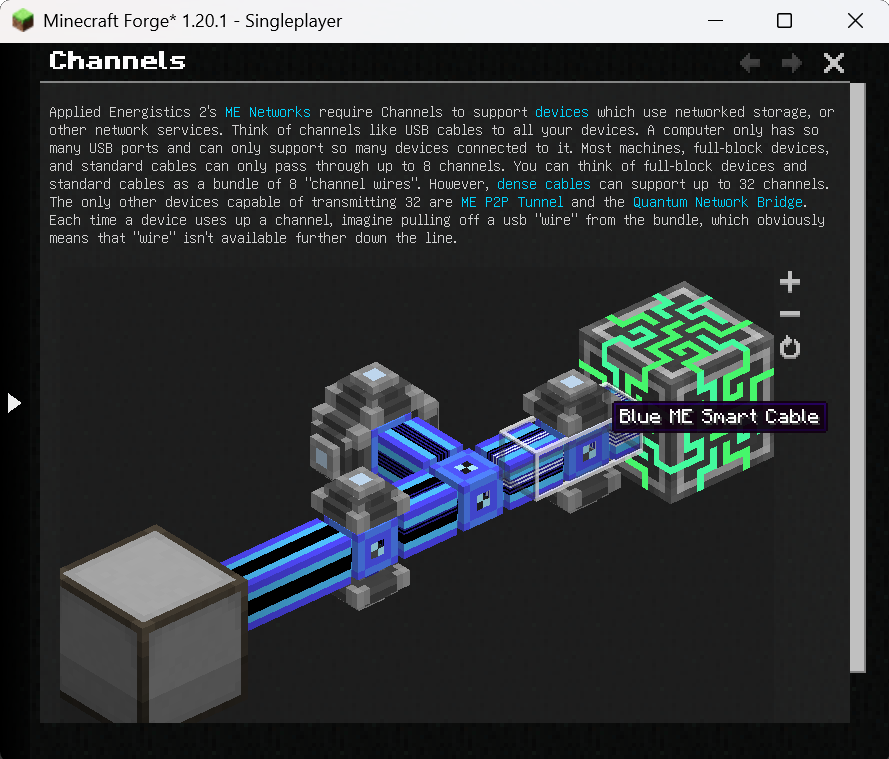 Minecraft Forge* 1.20.1 - Singleplayer
Channels
Applied Energistics 2's ME Networks require Channels to support devices which use networked storage, or
other network services. Think of channels like USB cables to all your devices. A computer only has so
many USB ports and can only support so many devices connected to it. Most machines, full-block devices,
and standard cables can only pass through up to 8 channels. You can think of full-block devices and
standard cables as a bundle of 8 "channel wires". However, dense cables can support up to 32 channels.
The only other devices capable of transmitting 32 are ME P2P Tunnel and the Quantum Network Bridge.
Each time a device uses up a channel, imagine pulling off a usb "wire" from the bundle, which obviously
means that "wire" isn't available further down the line.
Blue ME Smart Cable